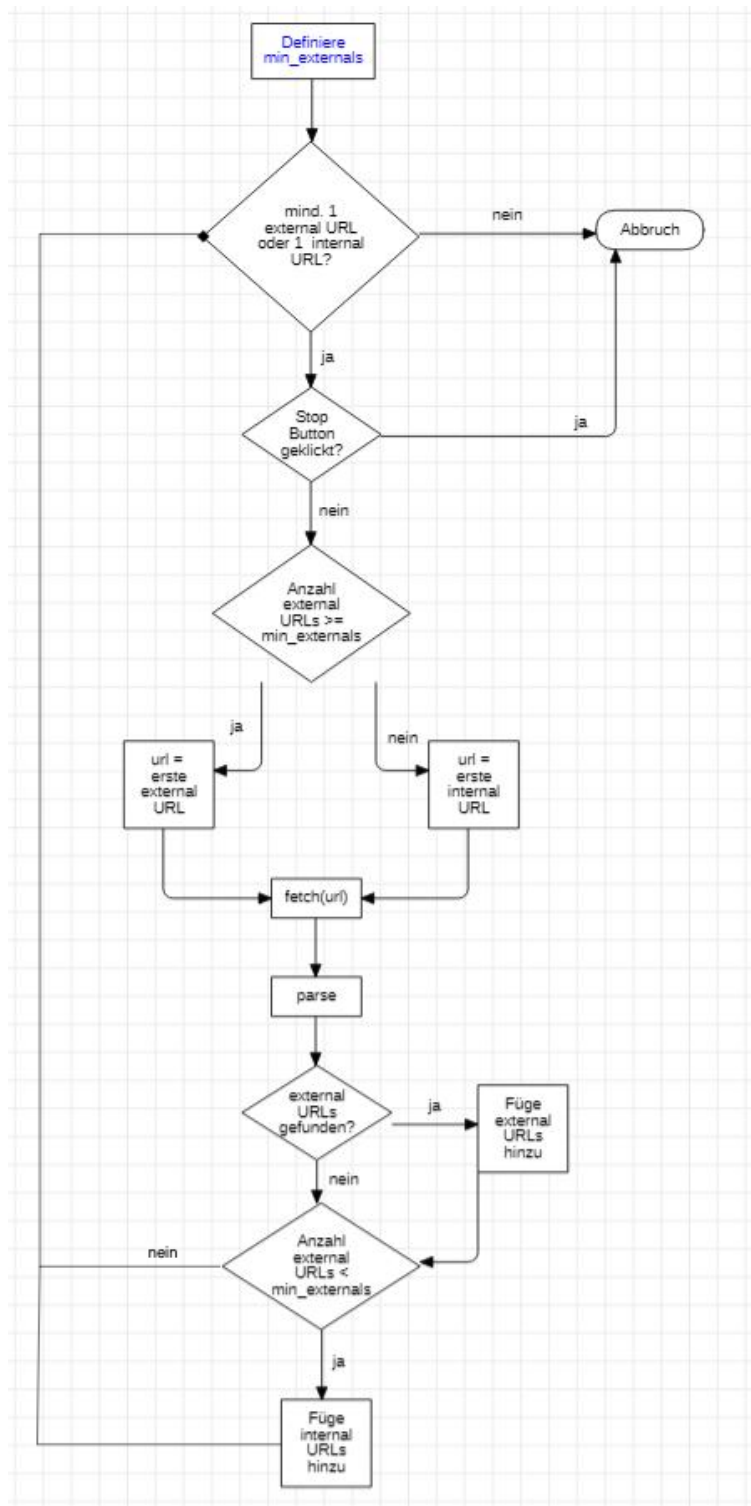 Definiere
min_externals
mind. 1
external URL
oder 1 internal
URL?
nein
Abbruch
ja
Stop
Button
geklickt?
ja
nein
Anzahl
external
URLs >=
min_externals
ja
nein
url =
erste
external
URL
url =
erste
internal
URL
fetch(url)
parse
external
URLs
gefunden?
ja
Füge
external
URLs
hinzu
nein
Anzahl
external
URLs <
min_externals
nein
ja
Füge
internal
URLs
hinzu